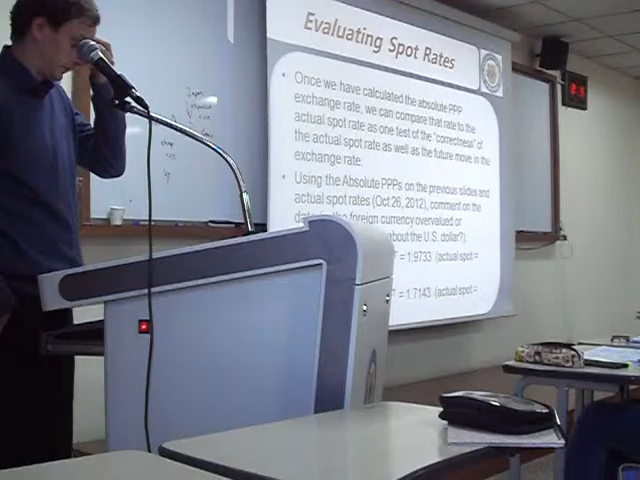 Evaluating Spot Rates
• Once we have calculated the absolute PPP
exchange rate, we can compare that rate to the
actual spot rate as one test of the "correctness" of
the actual spot rate as well as the future move in the
exchange rate.
• Using the Absolute PPPs on the previous slides and
actual spot rates (Oct 26, 2012), comment on the
the foreign currency overvalued or
about the U.S. dollar?).
= 1.9733 (actual spot =
= 1.7143 (actual spot =